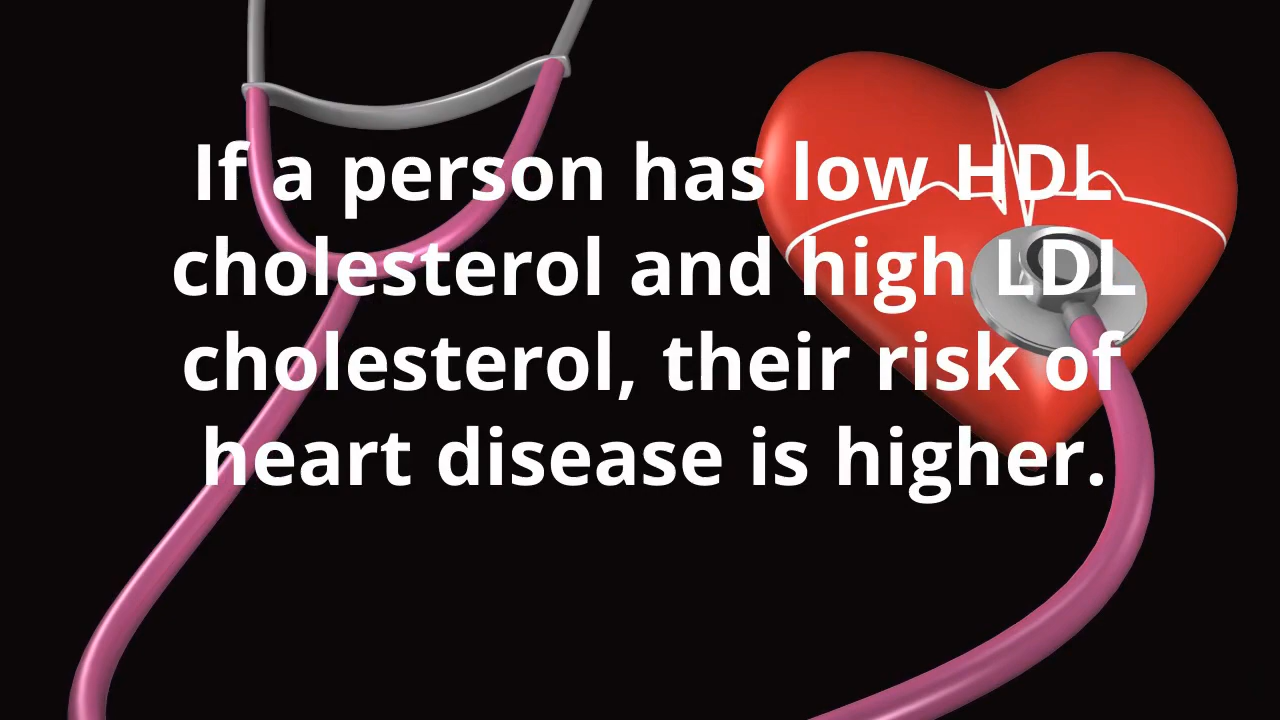 If a person has low HDL
cholesterol and high LDL
cholesterol, their risk of
heart disease is higher.